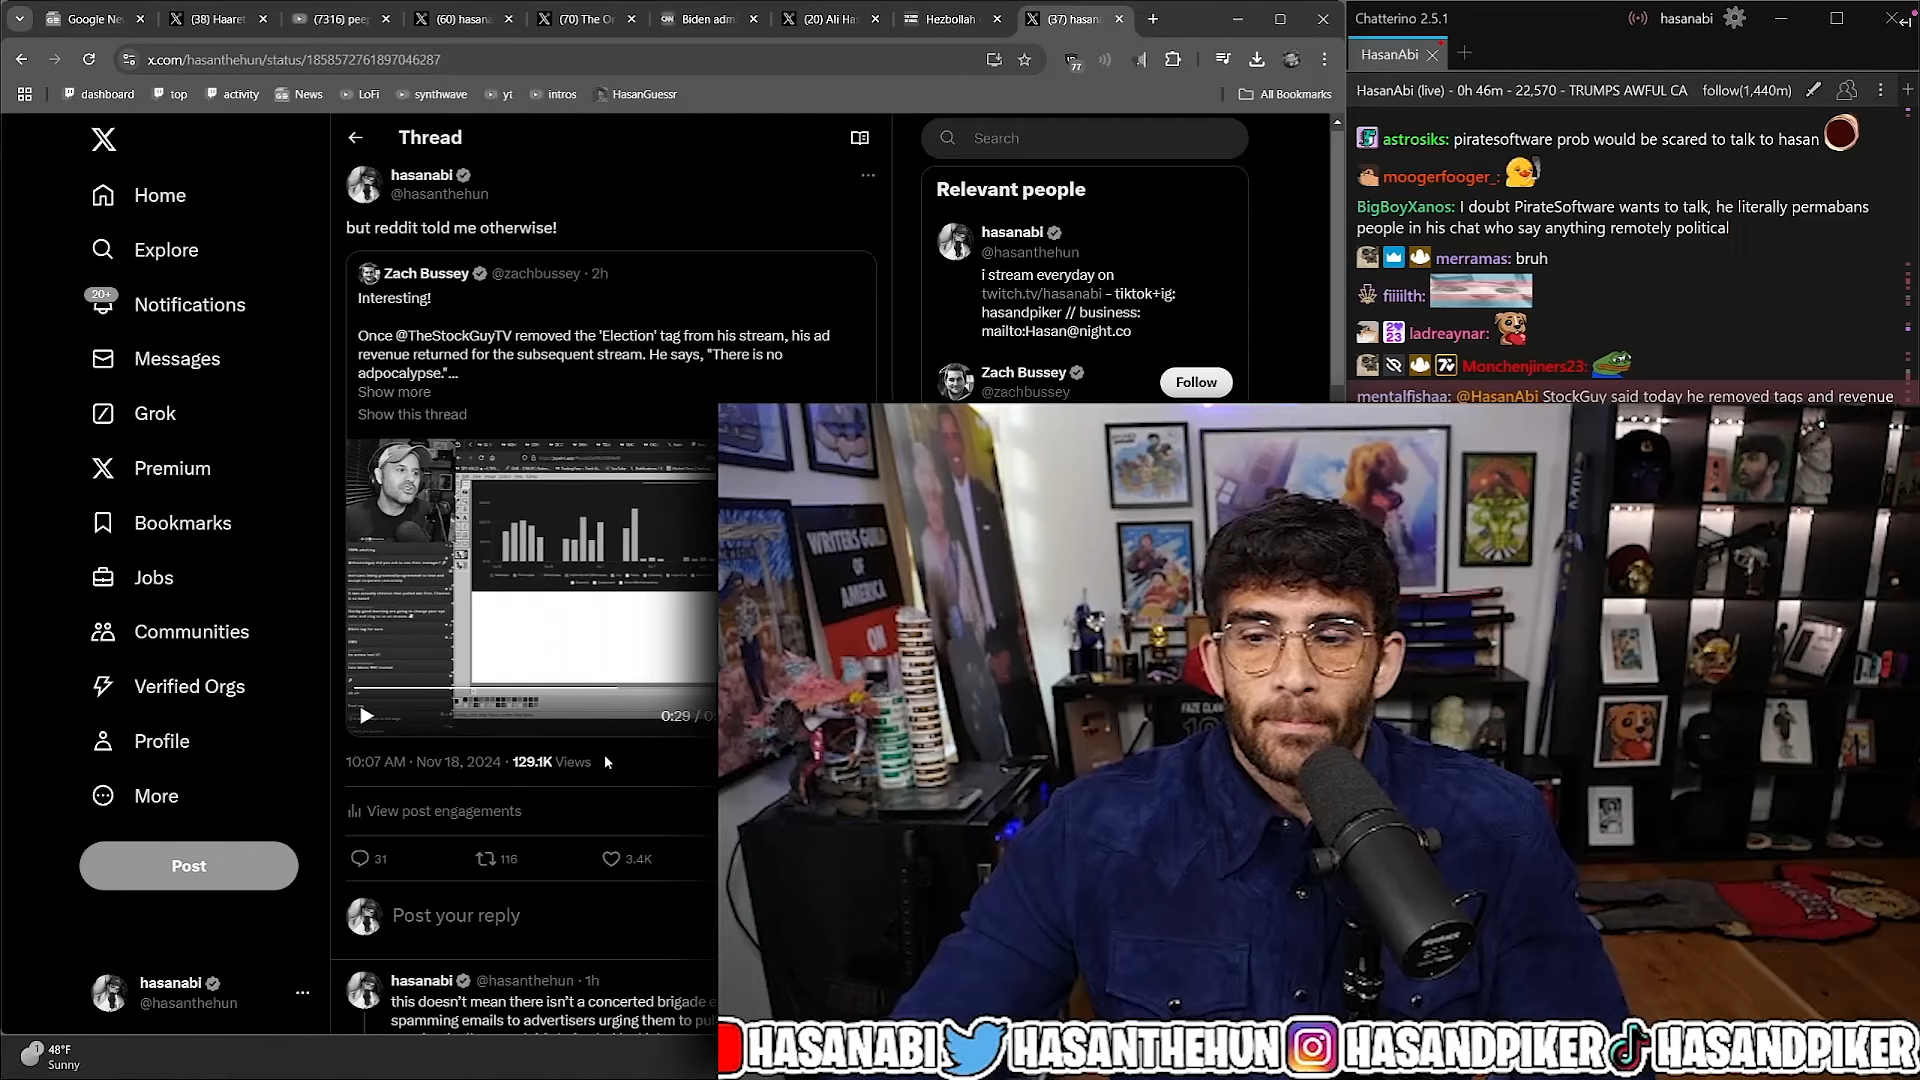 Google Ne
(38) Haaret
(7316) peep
(60) hasana
(70) The On
Biden adm
(20) Ali Has
Hezbollah
(37) hasana
x.com/hasanthehun/status/1858572761897046287
77
dashboard
top
activity
News
LoFi
synthwave
yt
intros
HasanGuessr
All Bookmarks
Home
Explore
20+
Notifications
Messages
Grok
Premium
Bookmarks
Jobs
Communities
Verified Orgs
Profile
More
Post
hasanabi
@hasanthehun
48°F
Sunny
Thread
hasanabi
@hasanthehun
but reddit told me otherwise!
Zach Bussey @zachbussey · 2h
Interesting!
Once @TheStockGuyTV removed the 'Election' tag from his stream, his ad
revenue returned for the subsequent stream. He says, "There is no
adpocalypse."...
Show more
Show this thread
0:29 / 0:
10:07 AM · Nov 18, 2024 · 129.1K Views
View post engagements
31
116
3.4K
Post your reply
hasanabi @hasanthehun · 1h
this doesn't mean there isn't a concerted brigade e
spamming emails to advertisers urging them to pul
Search
Relevant people
hasanabi
@hasanthehun
i stream everyday on
twitch.tv/hasanabi - tiktok+ig:
hasandpiker // business:
mailto:Hasan@night.co
Zach Bussey
@zachbussey
Follow
Chatterino 2.5.1
hasanabi
HasanAbi
HasanAbi (live) - 0h 46m - 22,570 - TRUMPS AWFUL CA
follow(1,440m)
astrosiks: piratesoftware prob would be scared to talk to hasan
moogerfooger_:
BigBoyXanos: I doubt PirateSoftware wants to talk, he literally permabans
people in his chat who say anything remotely political
merramas: bruh
fiiiilth:
ladreaynar:
Monchenjiners23:
mentalfishaa: @HasanAbi StockGuy said today he removed tags and revenue
WRITERS GUILD
OF
AMERICA
ON
FAZE CLAN
HASANABI
HASANTHEHUN
HASANDPIKER
HASANDPIKER